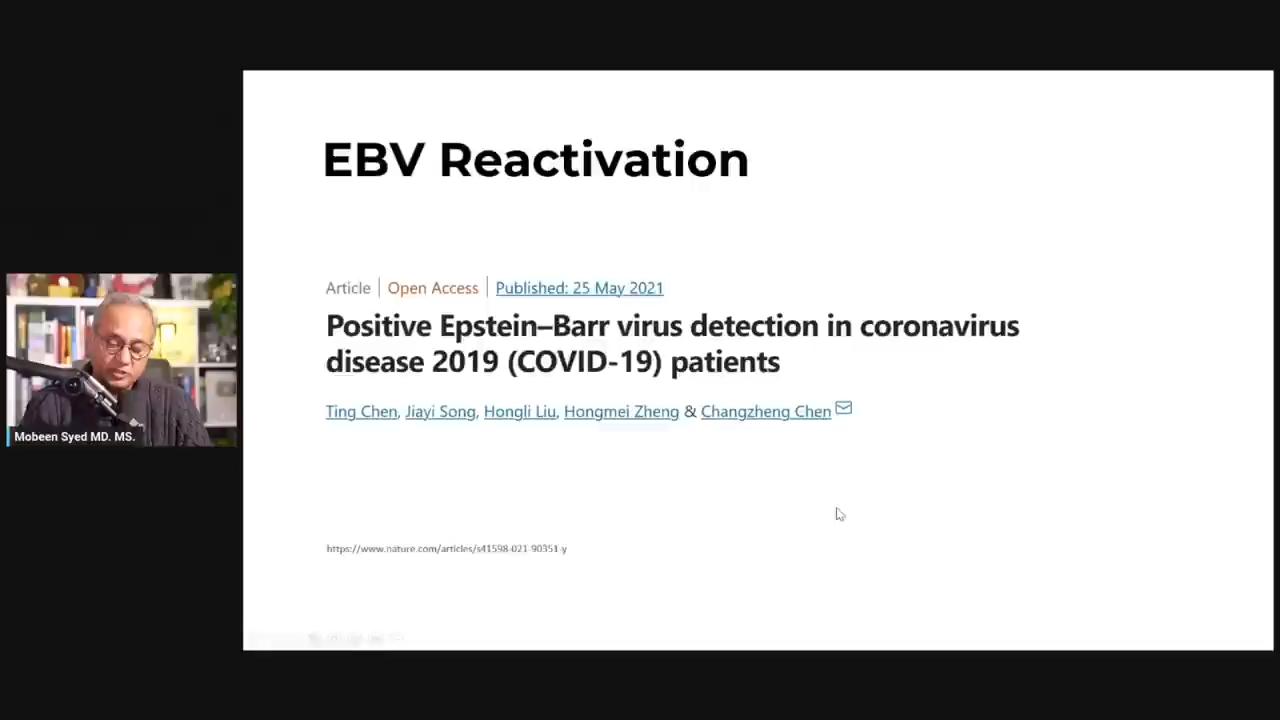 EBV Reactivation
Article | Open Access | Published: 25 May 2021
Positive Epstein–Barr virus detection in coronavirus
disease 2019 (COVID-19) patients
Ting Chen, Jiayi Song, Hongli Liu, Hongmei Zheng & Changzheng Chen
https://www.nature.com/articles/s41598-021-90351-y
Mobeen Syed MD. MS.